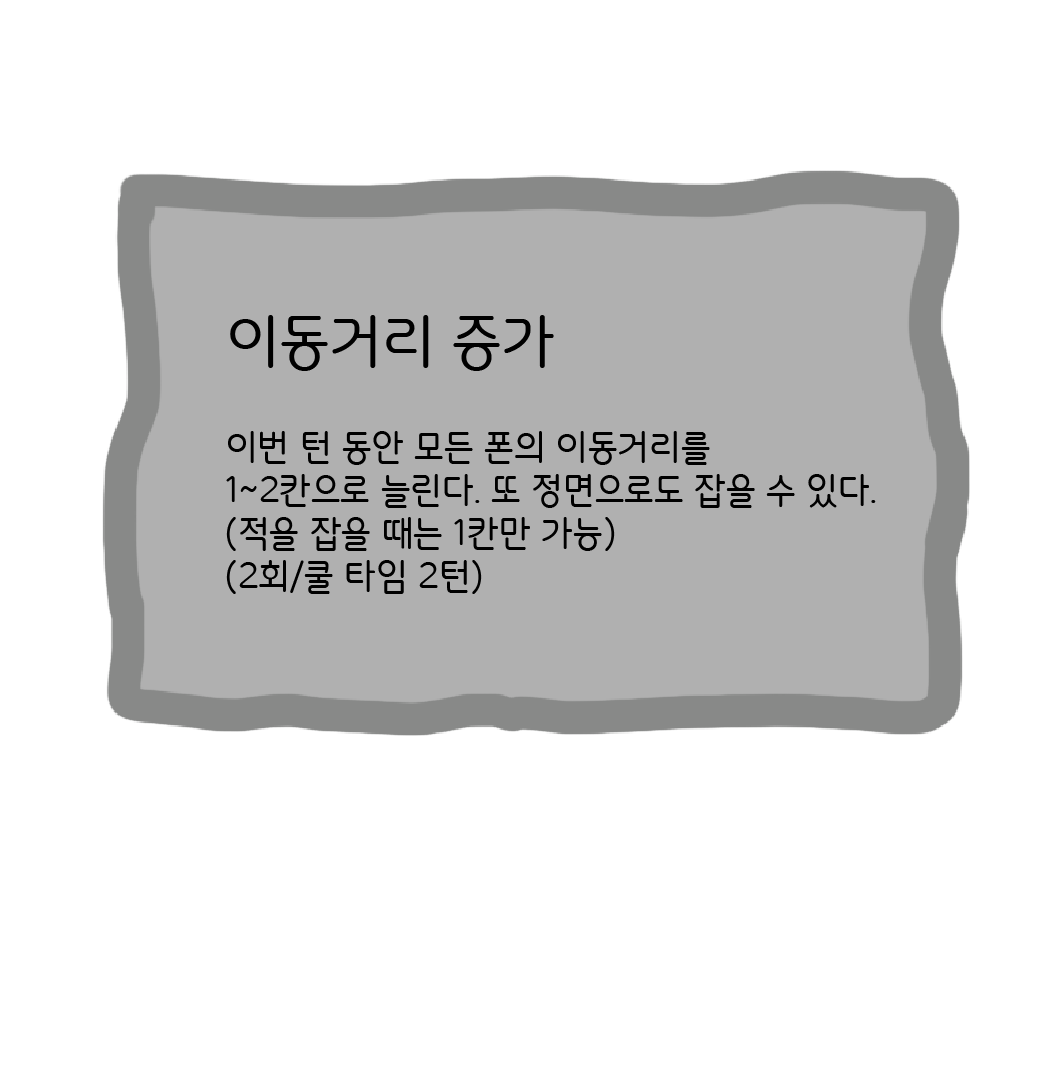 이동거리 증가
이번 턴 동안 모든 폰의 이동거리를
1~2칸으로 늘린다. 또 정면으로도 잡을 수 있다.
(적을 잡을 때는 1칸만 가능)
(2회/쿨 타임 2턴)